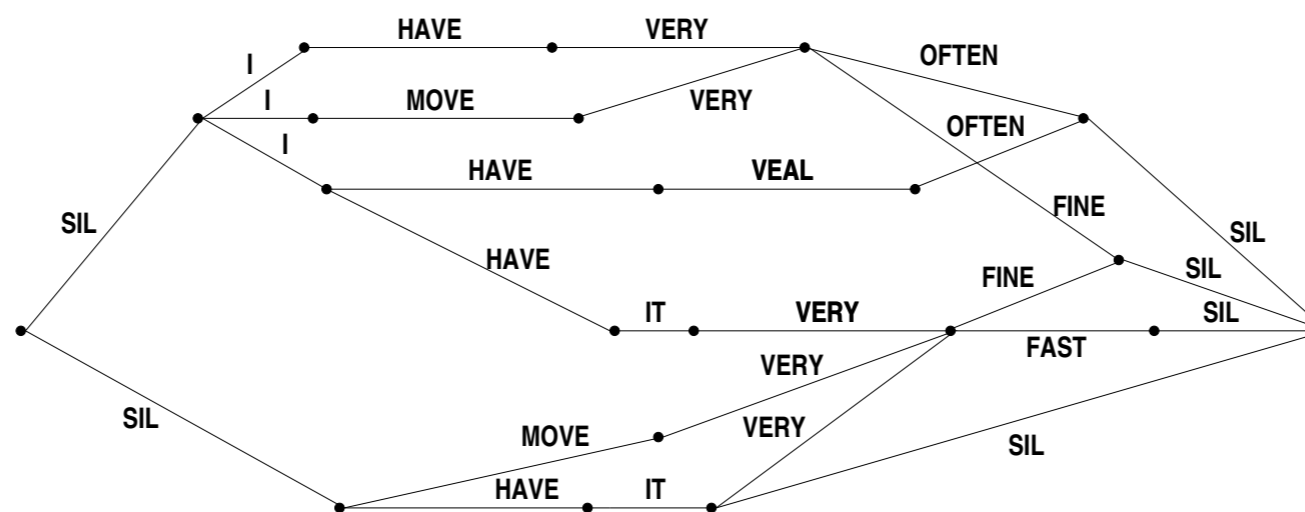 HAVE VERY
OFTEN
I
I MOVE VERY
OFTEN
I
HAVE VEAL
FINE
SIL
SIL
HAVE
SIL
FINE
IT VERY SIL
FAST
VERY
SIL
MOVE VERY
SIL
HAVE IT